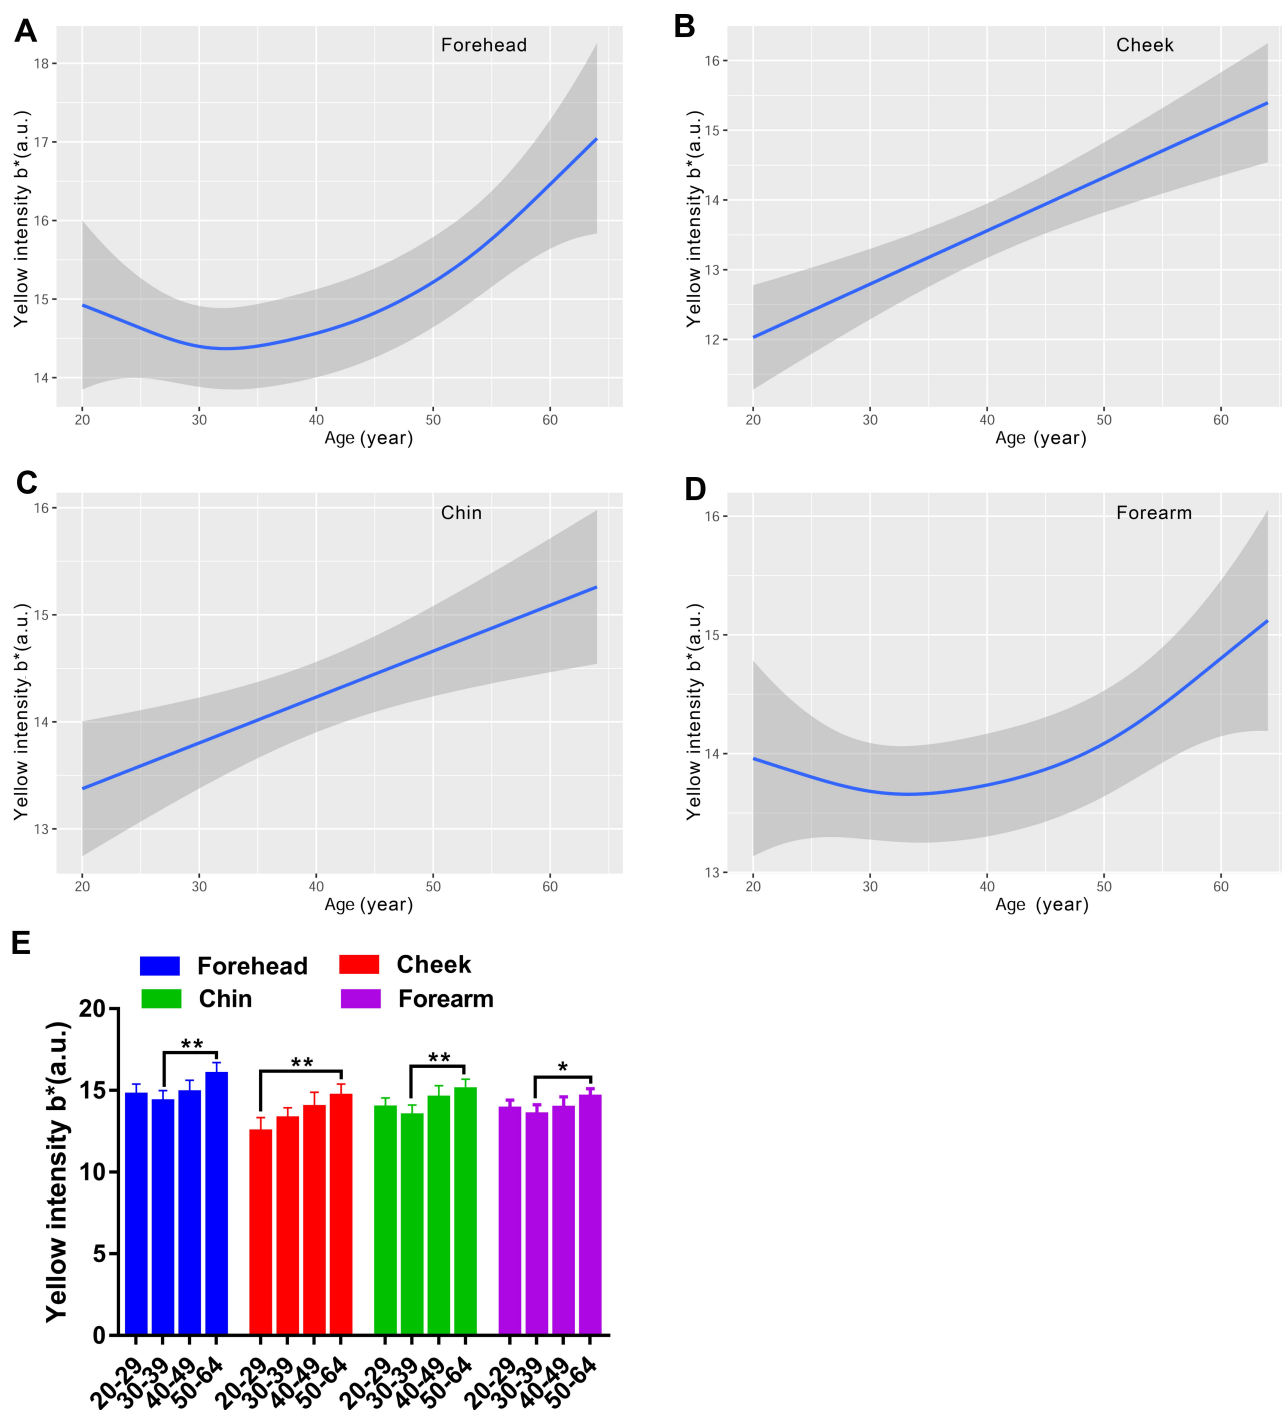 A
Forehead
Yellow intensity b*(a.u.)
18
17
16
15
14
20 30 40 50 60
Age (year)
B
Cheek
Yellow intensity b*(a.u.)
16
15
14
13
12
20 30 40 50 60
Age (year)
C
Chin
Yellow intensity b*(a.u.)
16
15
14
13
20 30 40 50 60
Age (year)
D
Forearm
Yellow intensity b*(a.u.)
16
15
14
13
20 30 40 50 60
Age (year)
E
Forehead Cheek
Chin Forearm
Yellow intensity b*(a.u.)
20
15
10
5
0
** ** ** *
20-29 30-39 40-49 50-64 20-29 30-39 40-49 50-64 20-29 30-39 40-49 50-64 20-29 30-39 40-49 50-64